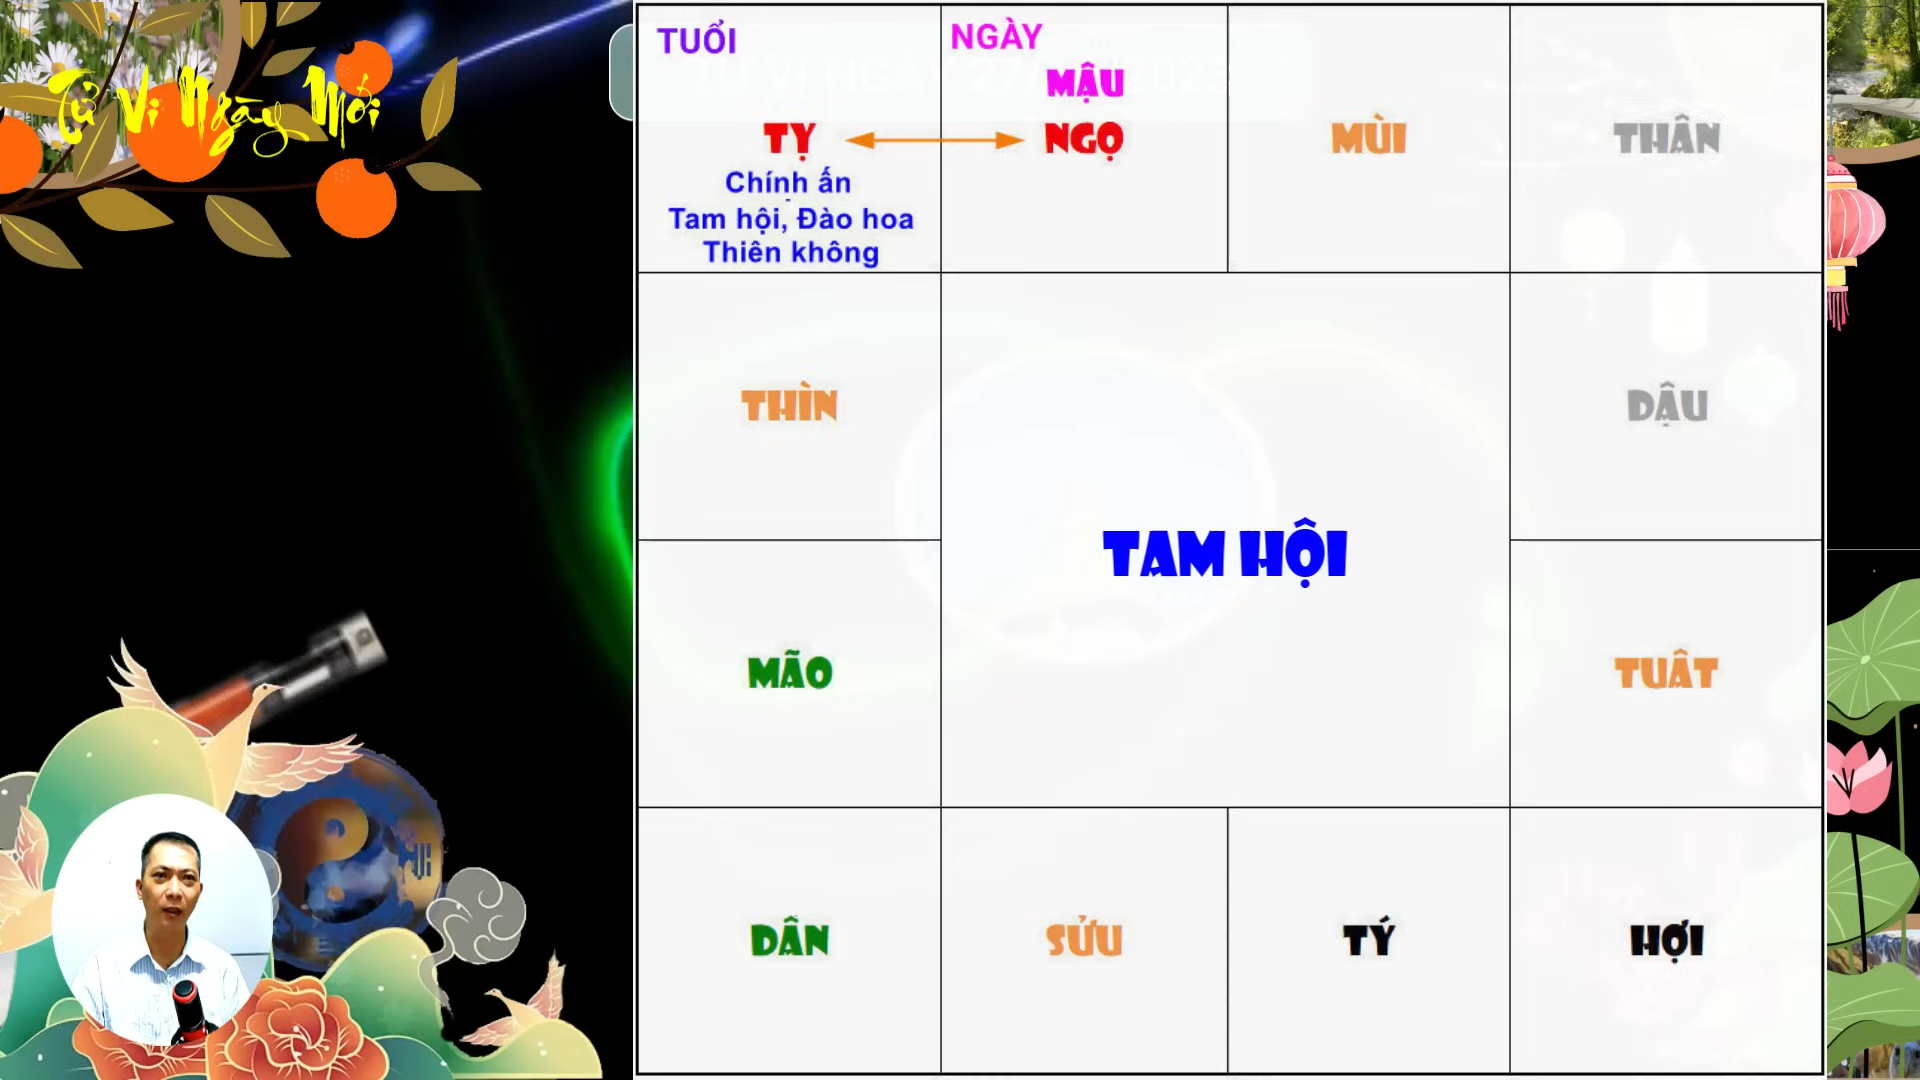 Tử Vi Ngày Mới
TUỔI
NGÀY
MẬU
TỴ
NGỌ
MÙI
THÂN
Chính ấn
Tam hội, Đào hoa
Thiên không
THÌN
DẬU
TAM HỘI
MÃO
TUẤT
DẦN
SỬU
TÝ
HỢI